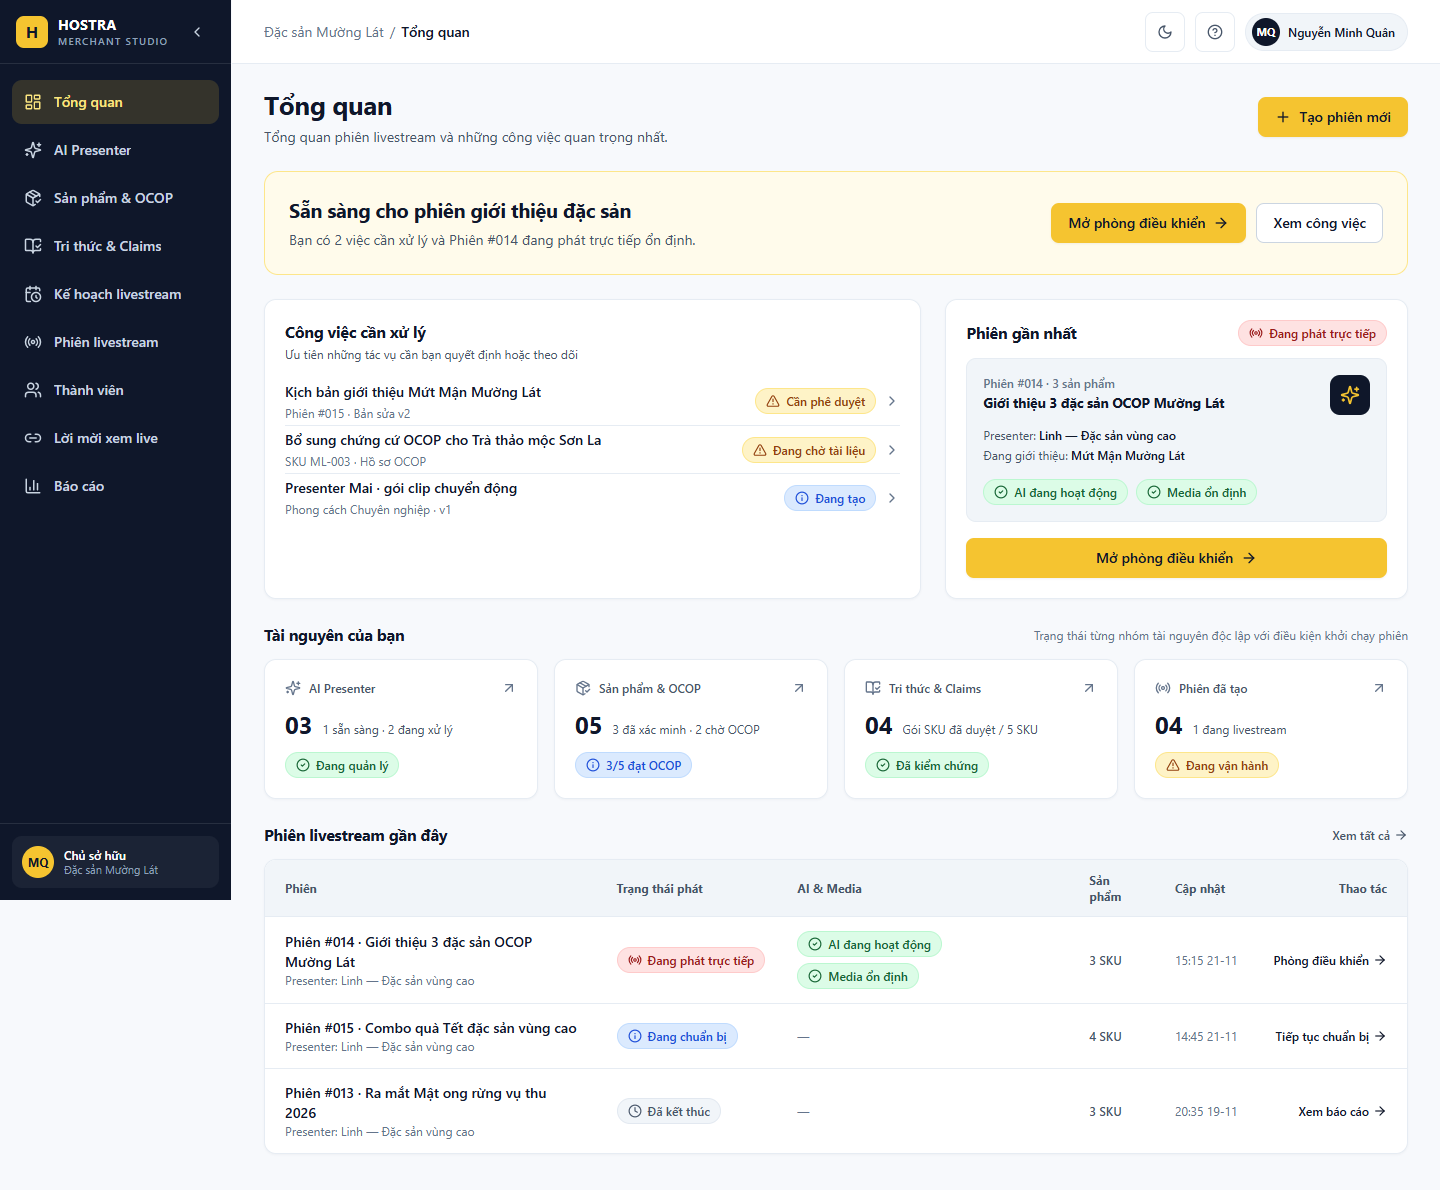 H
HOSTRA
MERCHANT STUDIO
Tổng quan
AI Presenter
Sản phẩm & OCOP
Tri thức & Claims
Kế hoạch livestream
Phiên livestream
Thành viên
Lời mời xem live
Báo cáo
MQ
Chủ sở hữu
Đặc sản Mường Lát
Đặc sản Mường Lát / Tổng quan
MQ Nguyễn Minh Quân
Tổng quan
Tổng quan phiên livestream và những công việc quan trọng nhất.
Tạo phiên mới
Sẵn sàng cho phiên giới thiệu đặc sản
Bạn có 2 việc cần xử lý và Phiên #014 đang phát trực tiếp ổn định.
Mở phòng điều khiển
Xem công việc
Công việc cần xử lý
Ưu tiên những tác vụ cần bạn quyết định hoặc theo dõi
Kịch bản giới thiệu Mứt Mận Mường Lát
Phiên #015 · Bản sửa v2
Cần phê duyệt
Bổ sung chứng cứ OCOP cho Trà thảo mộc Sơn La
SKU ML-003 · Hồ sơ OCOP
Đang chờ tài liệu
Presenter Mai · gói clip chuyển động
Phong cách Chuyên nghiệp · v1
Đang tạo
Phiên gần nhất
Đang phát trực tiếp
Phiên #014 · 3 sản phẩm
Giới thiệu 3 đặc sản OCOP Mường Lát
Presenter: Linh — Đặc sản vùng cao
Đang giới thiệu: Mứt Mận Mường Lát
AI đang hoạt động
Media ổn định
Mở phòng điều khiển
Tài nguyên của bạn
Trạng thái từng nhóm tài nguyên độc lập với điều kiện khởi chạy phiên
AI Presenter
03 1 sẵn sàng · 2 đang xử lý
Đang quản lý
Sản phẩm & OCOP
05 3 đã xác minh · 2 chờ OCOP
3/5 đạt OCOP
Tri thức & Claims
04 Gói SKU đã duyệt / 5 SKU
Đã kiểm chứng
Phiên đã tạo
04 1 đang livestream
Đang vận hành
Phiên livestream gần đây
Xem tất cả
Phiên
Trạng thái phát
AI & Media
Sản
phẩm
Cập nhật
Thao tác
Phiên #014 · Giới thiệu 3 đặc sản OCOP
Mường Lát
Presenter: Linh — Đặc sản vùng cao
Đang phát trực tiếp
AI đang hoạt động
Media ổn định
3 SKU
15:15 21-11
Phòng điều khiển
Phiên #015 · Combo quà Tết đặc sản vùng cao
Presenter: Linh — Đặc sản vùng cao
Đang chuẩn bị
—
4 SKU
14:45 21-11
Tiếp tục chuẩn bị
Phiên #013 · Ra mắt Mật ong rừng vụ thu
2026
Presenter: Linh — Đặc sản vùng cao
Đã kết thúc
—
3 SKU
20:35 19-11
Xem báo cáo